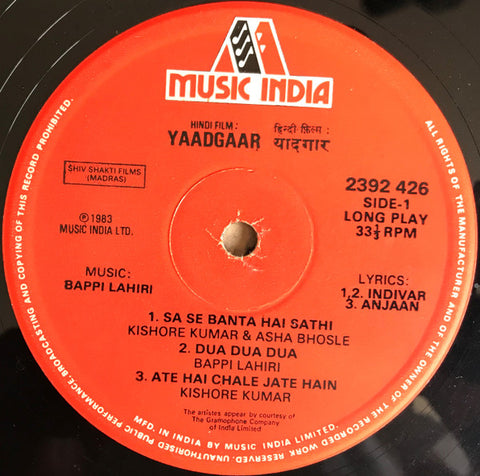 MUSIC INDIA
HINDI FILM:
YAADGAAR
हिन्दी फ़िल्म:
यादगार
SHIV SHAKTI FILMS
(MADRAS)
℗ 1983
MUSIC INDIA LTD.
2392 426
SIDE-1
LONG PLAY
33⅓ RPM
MUSIC:
BAPPI LAHIRI
LYRICS:
1,2. INDIVAR
3. ANJAAN
1. SA SE BANTA HAI SATHI
KISHORE KUMAR & ASHA BHOSLE
2. DUA DUA DUA
BAPPI LAHIRI
3. ATE HAI CHALE JATE HAIN
KISHORE KUMAR
The artistes appear by courtesy of
The Gramophone Company
of India Limited
MFD. IN INDIA BY MUSIC INDIA LIMITED.
ALL RIGHTS OF THE MANUFACTURER AND OF THE OWNER OF THE RECORDED WORK RESERVED. UNAUTHORISED PUBLIC PERFORMANCE, BROADCASTING AND COPYING OF THIS RECORD PROHIBITED.